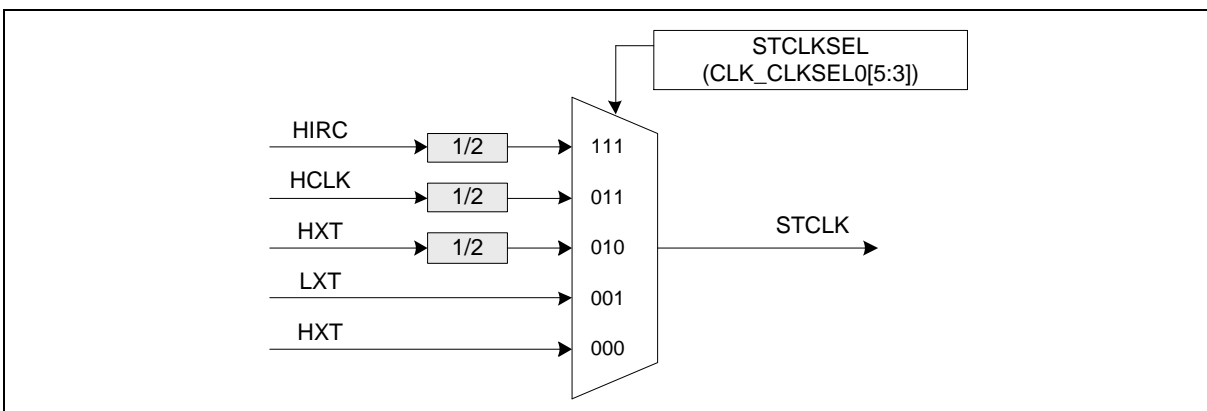 STCLKSEL
(CLK_CLKSEL0[5:3])
HIRC
1/2
111
HCLK
1/2
011
HXT
1/2
010
STCLK
LXT
001
HXT
000